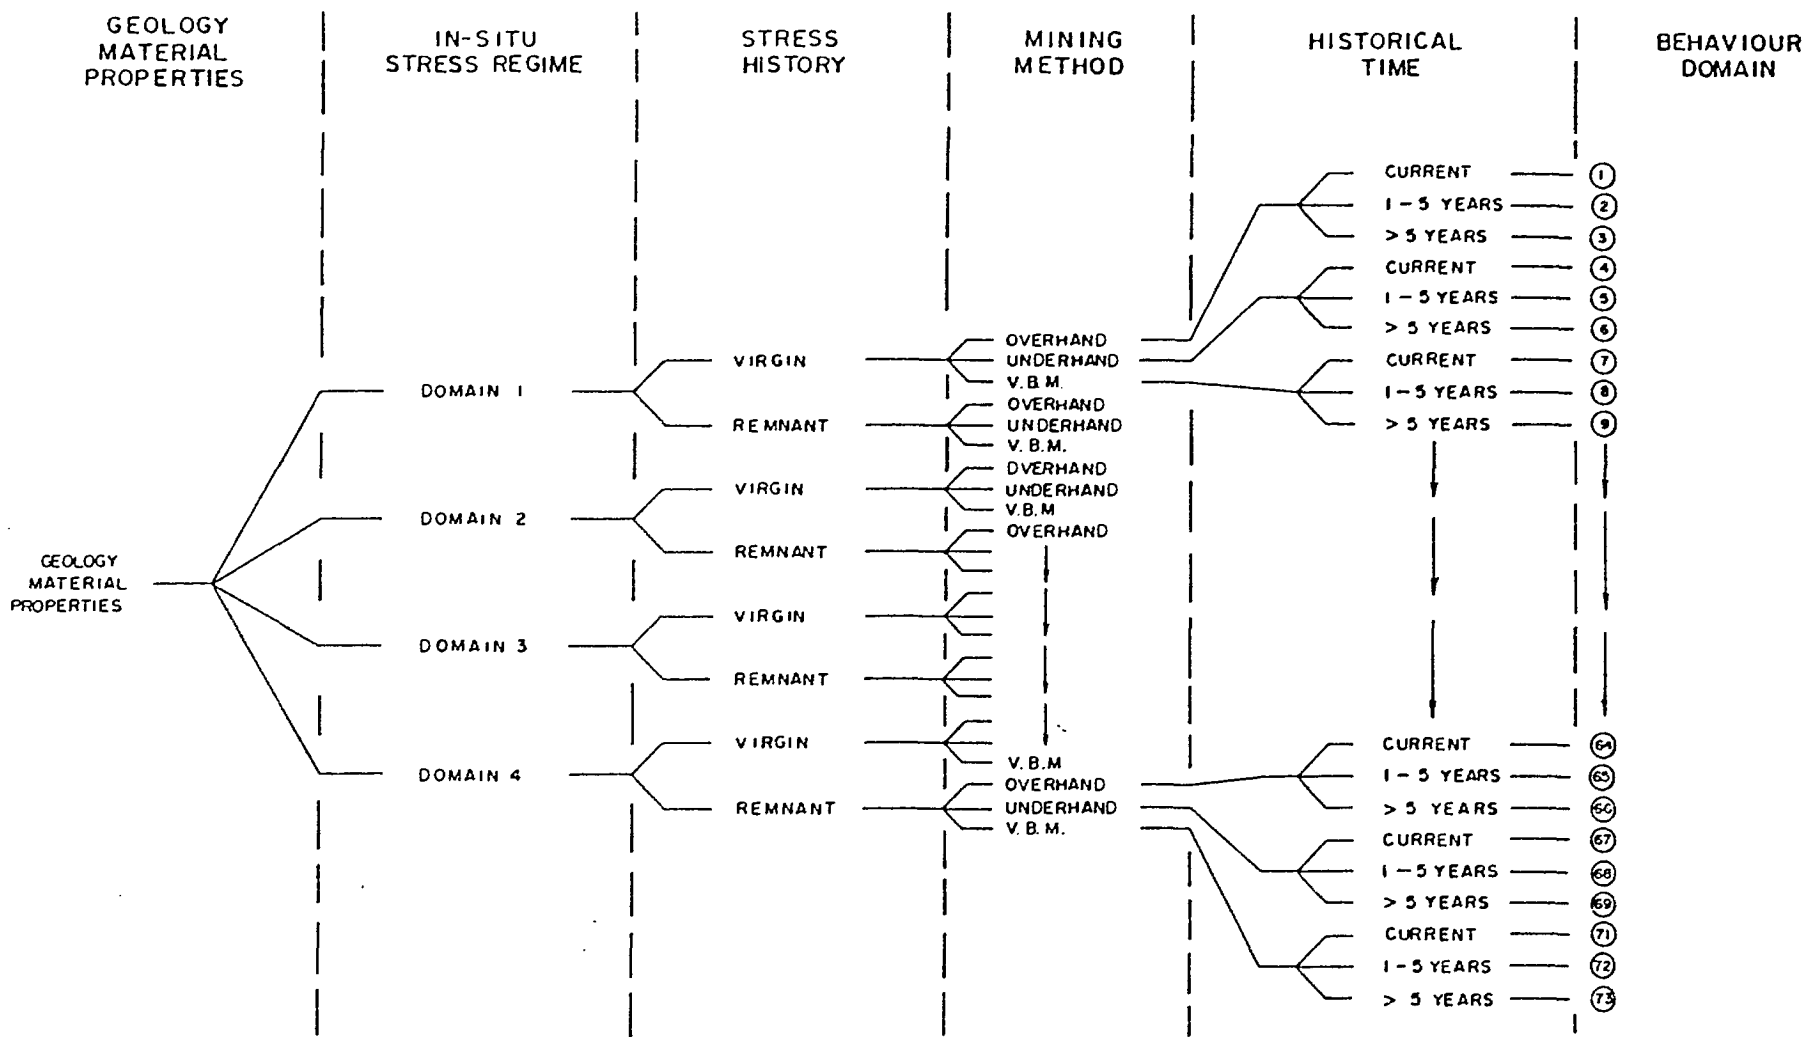 GEOLOGY
MATERIAL
PROPERTIES
IN-SITU
STRESS REGIME
STRESS
HISTORY
MINING
METHOD
HISTORICAL
TIME
BEHAVIOUR
DOMAIN
GEOLOGY
MATERIAL
PROPERTIES
DOMAIN 1
DOMAIN 2
DOMAIN 3
DOMAIN 4
VIRGIN
REMNANT
VIRGIN
REMNANT
VIRGIN
REMNANT
VIRGIN
REMNANT
OVERHAND
UNDERHAND
V.B.M.
OVERHAND
UNDERHAND
V.B.M.
OVERHAND
UNDERHAND
V.B.M
OVERHAND
V.B.M
OVERHAND
UNDERHAND
V.B.M.
CURRENT 1
1-5 YEARS 2
> 5 YEARS 3
CURRENT 4
1-5 YEARS 5
> 5 YEARS 6
CURRENT 7
1-5 YEARS 8
> 5 YEARS 9
CURRENT 64
1-5 YEARS 65
> 5 YEARS 66
CURRENT 67
1-5 YEARS 68
> 5 YEARS 69
CURRENT 71
1-5 YEARS 72
> 5 YEARS 73